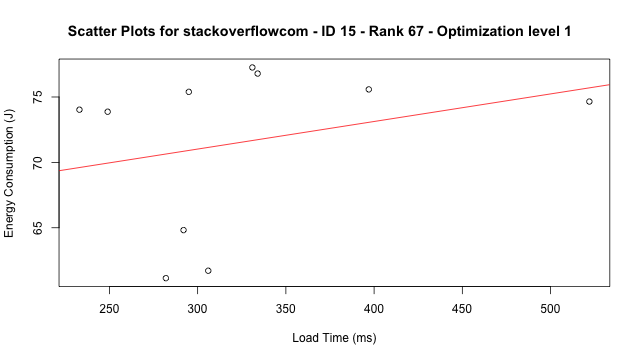 Scatter Plots for stackoverflowcom - ID 15 - Rank 67 - Optimization level 1
Energy Consumption (J)
75
70
65
250 300 350 400 450 500
Load Time (ms)